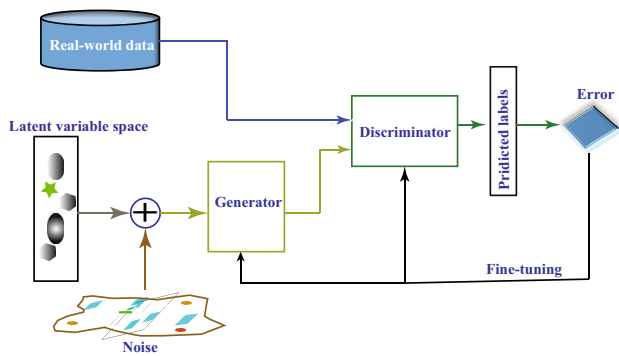 Real-world data
Latent variable space
Generator
Discriminator
Pridicted labels
Error
Fine-tuning
Noise